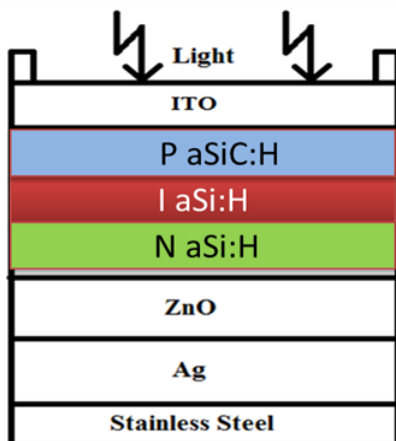 Light
ITO
P aSiC:H
I aSi:H
N aSi:H
ZnO
Ag
Stainless Steel